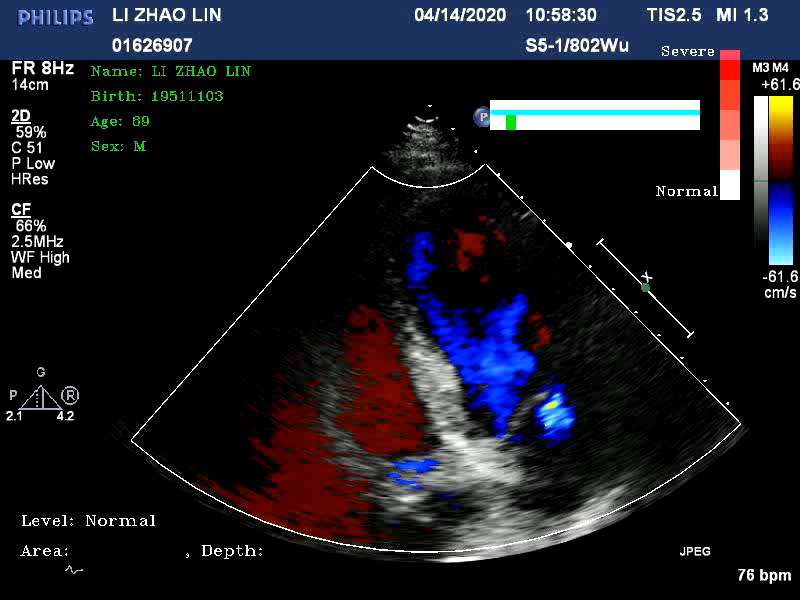 PHILIPS LI ZHAO LIN 04/14/2020 10:58:30 TIS2.5 MI 1.3
01626907 S5-1/802Wu
Severe
FR 8Hz
14cm
Name: LI ZHAO LIN
Birth: 19511103
Age: 69
Sex: M
M3 M4
+61.6
P
2D
59%
C 51
P Low
HRes
Normal
CF
66%
2.5MHz
WF High
Med
-61.6
cm/s
X
G
P R
2.1 4.2
Level: Normal
Area: , Depth:
JPEG
76 bpm